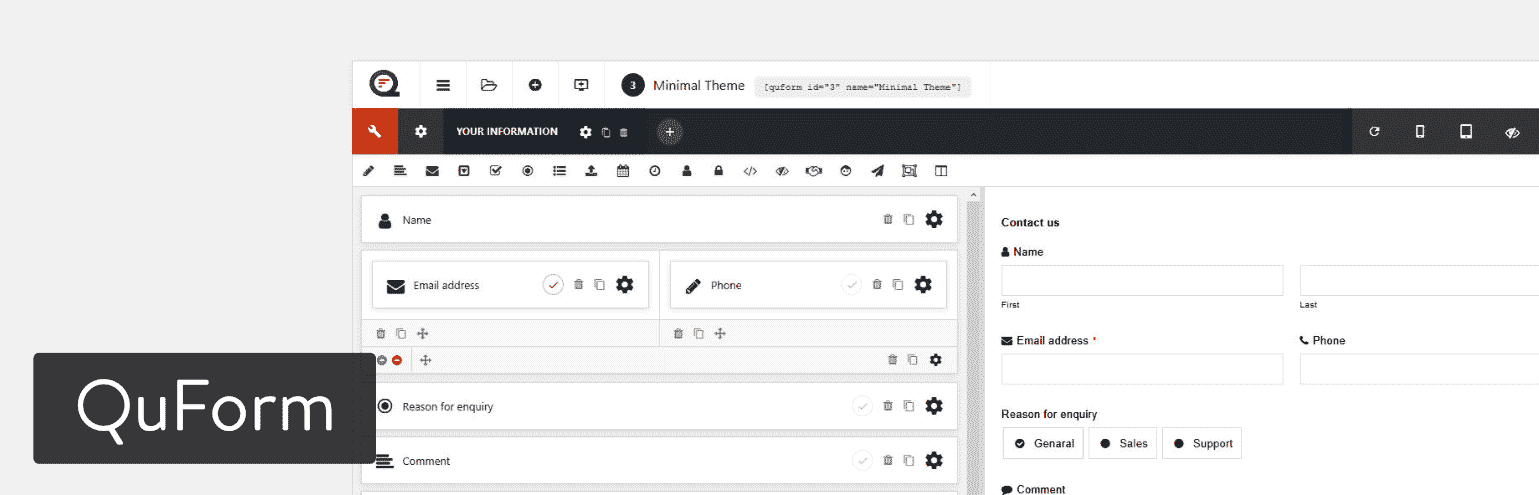 3 Minimal Theme [quform id="3" name="Minimal Theme"]
YOUR INFORMATION
Name
Email address
Phone
Reason for enquiry
Comment
Contact us
Name
First
Last
Email address *
Phone
Reason for enquiry
Genaral
Sales
Support
Comment
QuForm